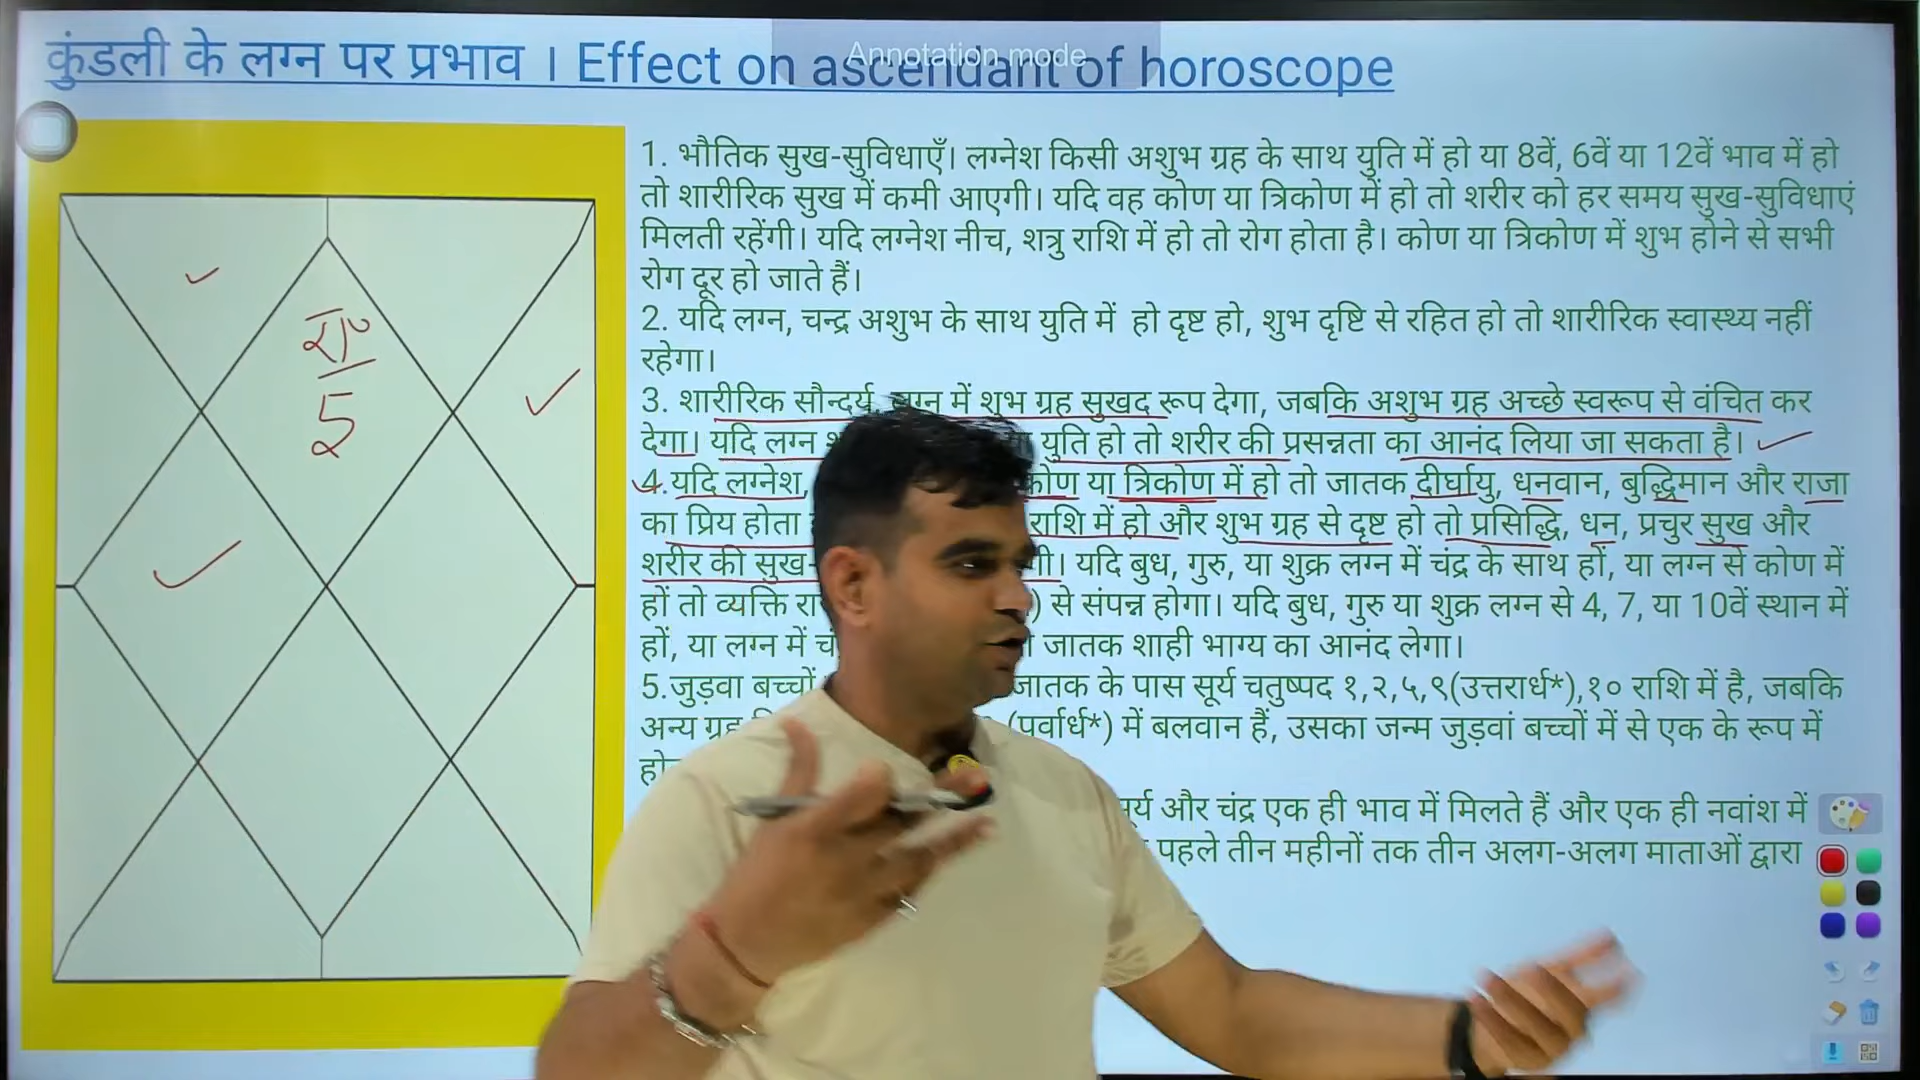 कुंडली के लग्न पर प्रभाव । Effect on ascendant of horoscope
Annotation mode
रा०
5
1. भौतिक सुख-सुविधाएँ। लग्नेश किसी अशुभ ग्रह के साथ युति में हो या 8वें, 6वें या 12वें भाव में हो
तो शारीरिक सुख में कमी आएगी। यदि वह कोण या त्रिकोण में हो तो शरीर को हर समय सुख-सुविधाएं
मिलती रहेंगी। यदि लग्नेश नीच, शत्रु राशि में हो तो रोग होता है। कोण या त्रिकोण में शुभ होने से सभी
रोग दूर हो जाते हैं।
2. यदि लग्न, चन्द्र अशुभ के साथ युति में हो दृष्ट हो, शुभ दृष्टि से रहित हो तो शारीरिक स्वास्थ्य नहीं
रहेगा।
3. शारीरिक सौन्दर्य, लग्न में शुभ ग्रह सुखद रूप देगा, जबकि अशुभ ग्रह अच्छे स्वरूप से वंचित कर
देगा। यदि लग्न युति हो तो शरीर की प्रसन्नता का आनंद लिया जा सकता है।
4.यदि लग्नेश, कोण या त्रिकोण में हो तो जातक दीर्घायु, धनवान, बुद्धिमान और राजा
का प्रिय होता राशि में हो और शुभ ग्रह से दृष्ट हो तो प्रसिद्धि, धन, प्रचुर सुख और
शरीर की सुख- यदि बुध, गुरु, या शुक्र लग्न में चंद्र के साथ हों, या लग्न से कोण में
हों तो व्यक्ति से संपन्न होगा। यदि बुध, गुरु या शुक्र लग्न से 4, 7, या 10वें स्थान में
हों, या लग्न में जातक शाही भाग्य का आनंद लेगा।
5.जुड़वा बच्चों जातक के पास सूर्य चतुष्पद १,२,५,९(उत्तरार्ध*),१० राशि में है, जबकि
अन्य (पूर्वार्ध*) में बलवान हैं, उसका जन्म जुड़वां बच्चों में से एक के रूप में
और चंद्र एक ही भाव में मिलते हैं और एक ही नवांश में
पहले तीन महीनों तक तीन अलग-अलग माताओं द्वारा